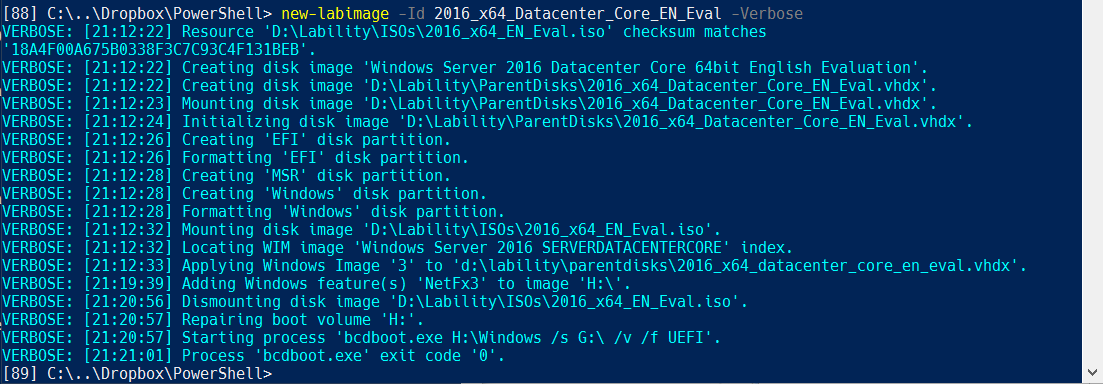 [88] C:\..\Dropbox\PowerShell> new-labimage -Id 2016_x64_Datacenter_Core_EN_Eval -Verbose
VERBOSE: [21:12:22] Resource 'D:\Lability\ISOs\2016_x64_EN_Eval.iso' checksum matches
'18A4F00A675B0338F3C7C93C4F131BEB'.
VERBOSE: [21:12:22] Creating disk image 'Windows Server 2016 Datacenter Core 64bit English Evaluation'.
VERBOSE: [21:12:22] Creating disk image 'D:\Lability\ParentDisks\2016_x64_Datacenter_Core_EN_Eval.vhdx'.
VERBOSE: [21:12:23] Mounting disk image 'D:\Lability\ParentDisks\2016_x64_Datacenter_Core_EN_Eval.vhdx'.
VERBOSE: [21:12:24] Initializing disk image 'D:\Lability\ParentDisks\2016_x64_Datacenter_Core_EN_Eval.vhdx'.
VERBOSE: [21:12:26] Creating 'EFI' disk partition.
VERBOSE: [21:12:26] Formatting 'EFI' disk partition.
VERBOSE: [21:12:28] Creating 'MSR' disk partition.
VERBOSE: [21:12:28] Creating 'Windows' disk partition.
VERBOSE: [21:12:28] Formatting 'Windows' disk partition.
VERBOSE: [21:12:32] Mounting disk image 'D:\Lability\ISOs\2016_x64_EN_Eval.iso'.
VERBOSE: [21:12:32] Locating WIM image 'Windows Server 2016 SERVERDATACENTERCORE' index.
VERBOSE: [21:12:33] Applying Windows Image '3' to 'd:\lability\parentdisks\2016_x64_datacenter_core_en_eval.vhdx'.
VERBOSE: [21:19:39] Adding Windows feature(s) 'NetFx3' to image 'H:\'.
VERBOSE: [21:20:56] Dismounting disk image 'D:\Lability\ISOs\2016_x64_EN_Eval.iso'.
VERBOSE: [21:20:57] Repairing boot volume 'H:'.
VERBOSE: [21:20:57] Starting process 'bcdboot.exe H:\Windows /s G:\ /v /f UEFI'.
VERBOSE: [21:21:01] Process 'bcdboot.exe' exit code '0'.
[89] C:\..\Dropbox\PowerShell>